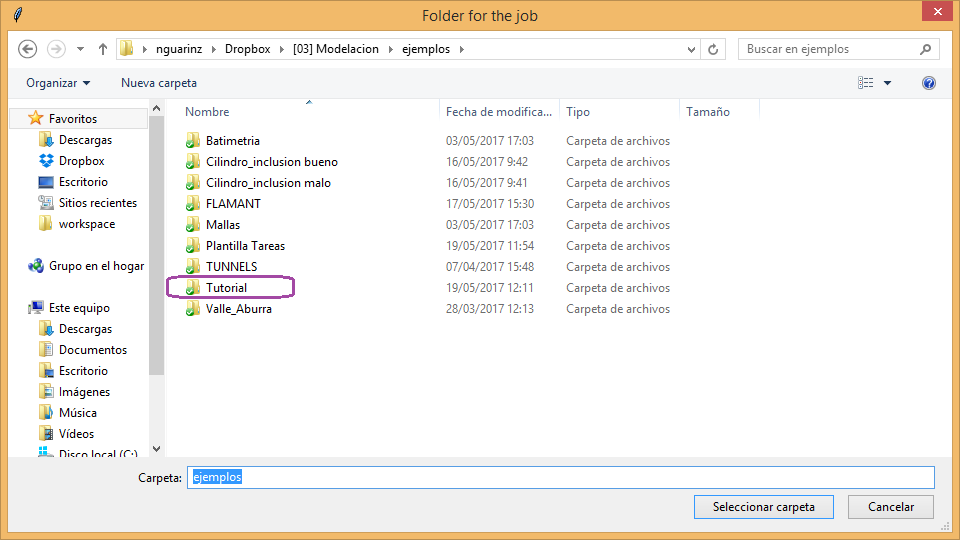 Folder for the job
nguarinz Dropbox [03] Modelacion ejemplos
Buscar en ejemplos
Organizar Nueva carpeta
Nombre Fecha de modifica... Tipo Tamaño
Favoritos
Descargas
Dropbox
Escritorio
Sitios recientes
workspace
Grupo en el hogar
Este equipo
Descargas
Documentos
Escritorio
Imágenes
Música
Vídeos
Disco local (C:)
Batimetria 03/05/2017 17:03 Carpeta de archivos
Cilindro_inclusion bueno 16/05/2017 9:42 Carpeta de archivos
Cilindro_inclusion malo 16/05/2017 9:41 Carpeta de archivos
FLAMANT 17/05/2017 15:30 Carpeta de archivos
Mallas 03/05/2017 17:03 Carpeta de archivos
Plantilla Tareas 19/05/2017 11:54 Carpeta de archivos
TUNNELS 07/04/2017 15:48 Carpeta de archivos
Tutorial 19/05/2017 12:11 Carpeta de archivos
Valle_Aburra 28/03/2017 12:13 Carpeta de archivos
Carpeta: ejemplos
Seleccionar carpeta Cancelar